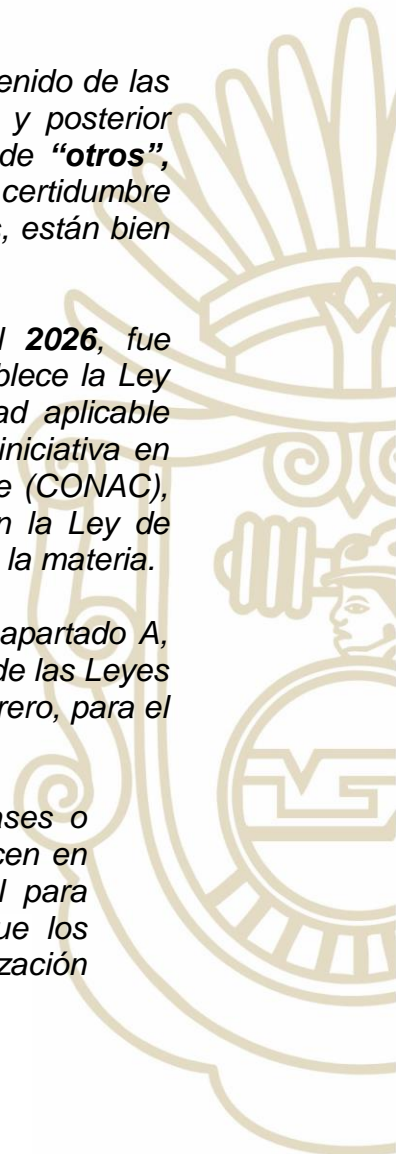 enido de las
y posterior
de “otros”,
certidumbre
, están bien
l 2026, fue
blece la Ley
ad aplicable
iniciativa en
e (CONAC),
n la Ley de
la materia.
apartado A,
de las Leyes
rero, para el
ases o
cen en
l para
ue los
zación